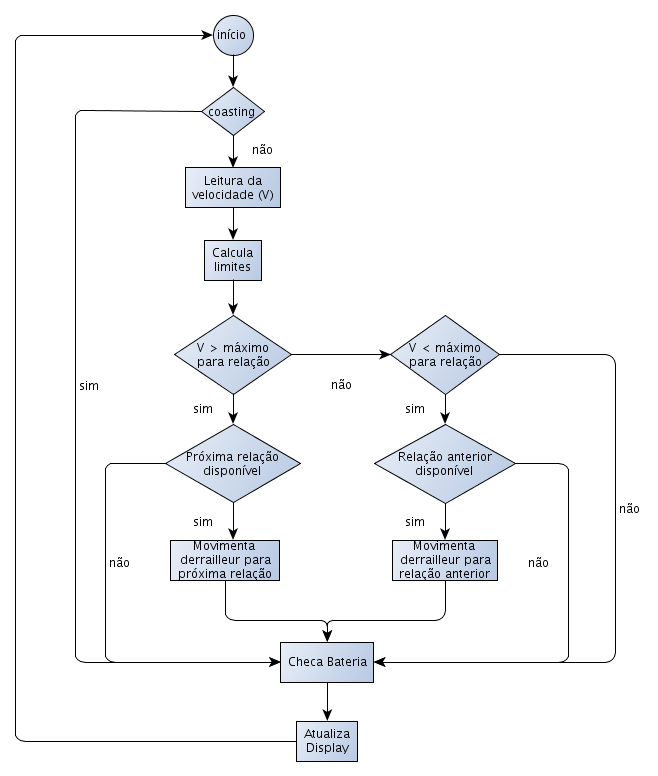 início
coasting
não
Leitura da
velocidade (V)
Calcula
limites
V > máximo
para relação
não
V < máximo
para relação
sim
sim
sim
Próxima relação
disponível
Relação anterior
disponível
não
sim
sim
não
Movimenta
derrailleur para
próxima relação
Movimenta
derrailleur para
relação anterior
não
Checa Bateria
Atualiza
Display